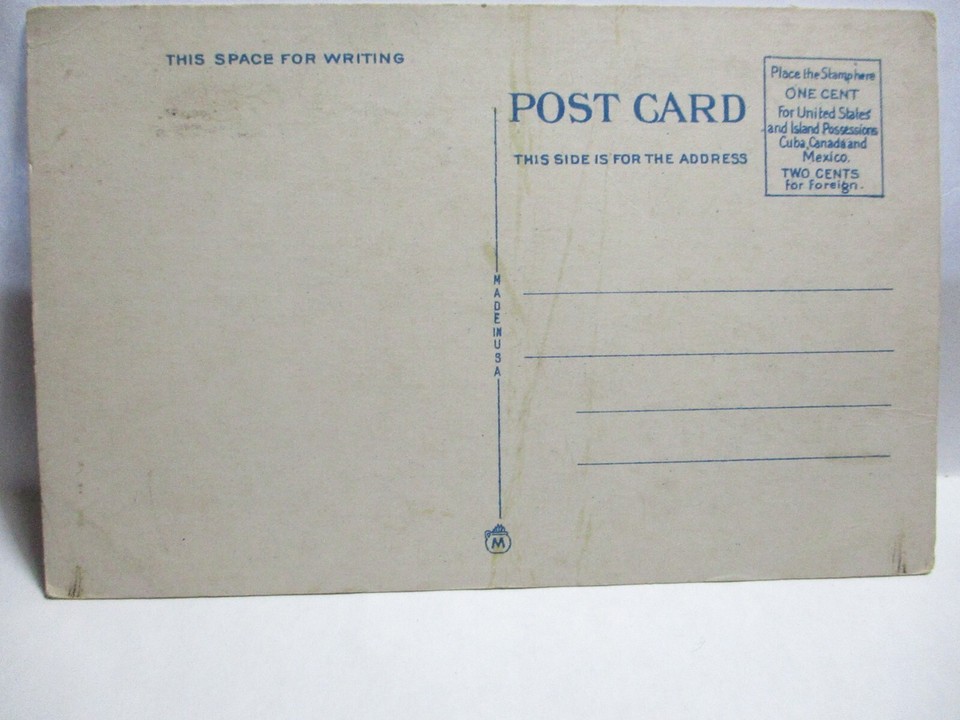 THIS SPACE FOR WRITING
POST CARD
THIS SIDE IS FOR THE ADDRESS
Place the Stamp here
ONE CENT
For United States
and Island Possessions
Cuba, Canada and
Mexico.
TWO CENTS
For Foreign.
MADE IN USA
M